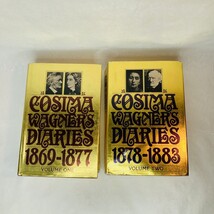 COSIMA
WAGNER'S
DIARIES
1869-1877
VOLUME ONE
COSIMA
WAGNER'S
DIARIES
1878-1883
VOLUME TWO